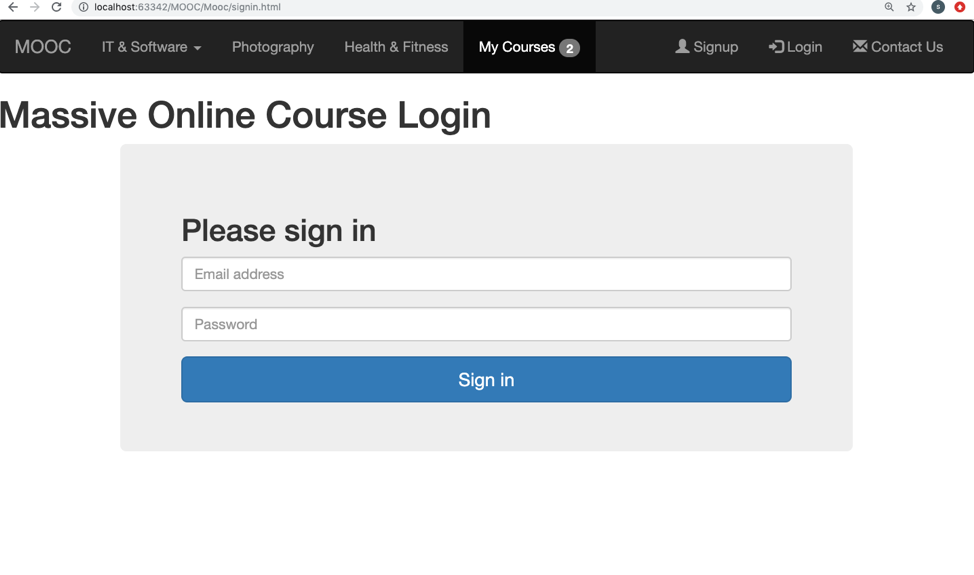 localhost:63342/MOOC/Mooc/signin.html S
MOOC IT & Software Photography Health & Fitness My Courses 2 Signup Login Contact Us
Massive Online Course Login
Please sign in
Email address
Password
Sign in